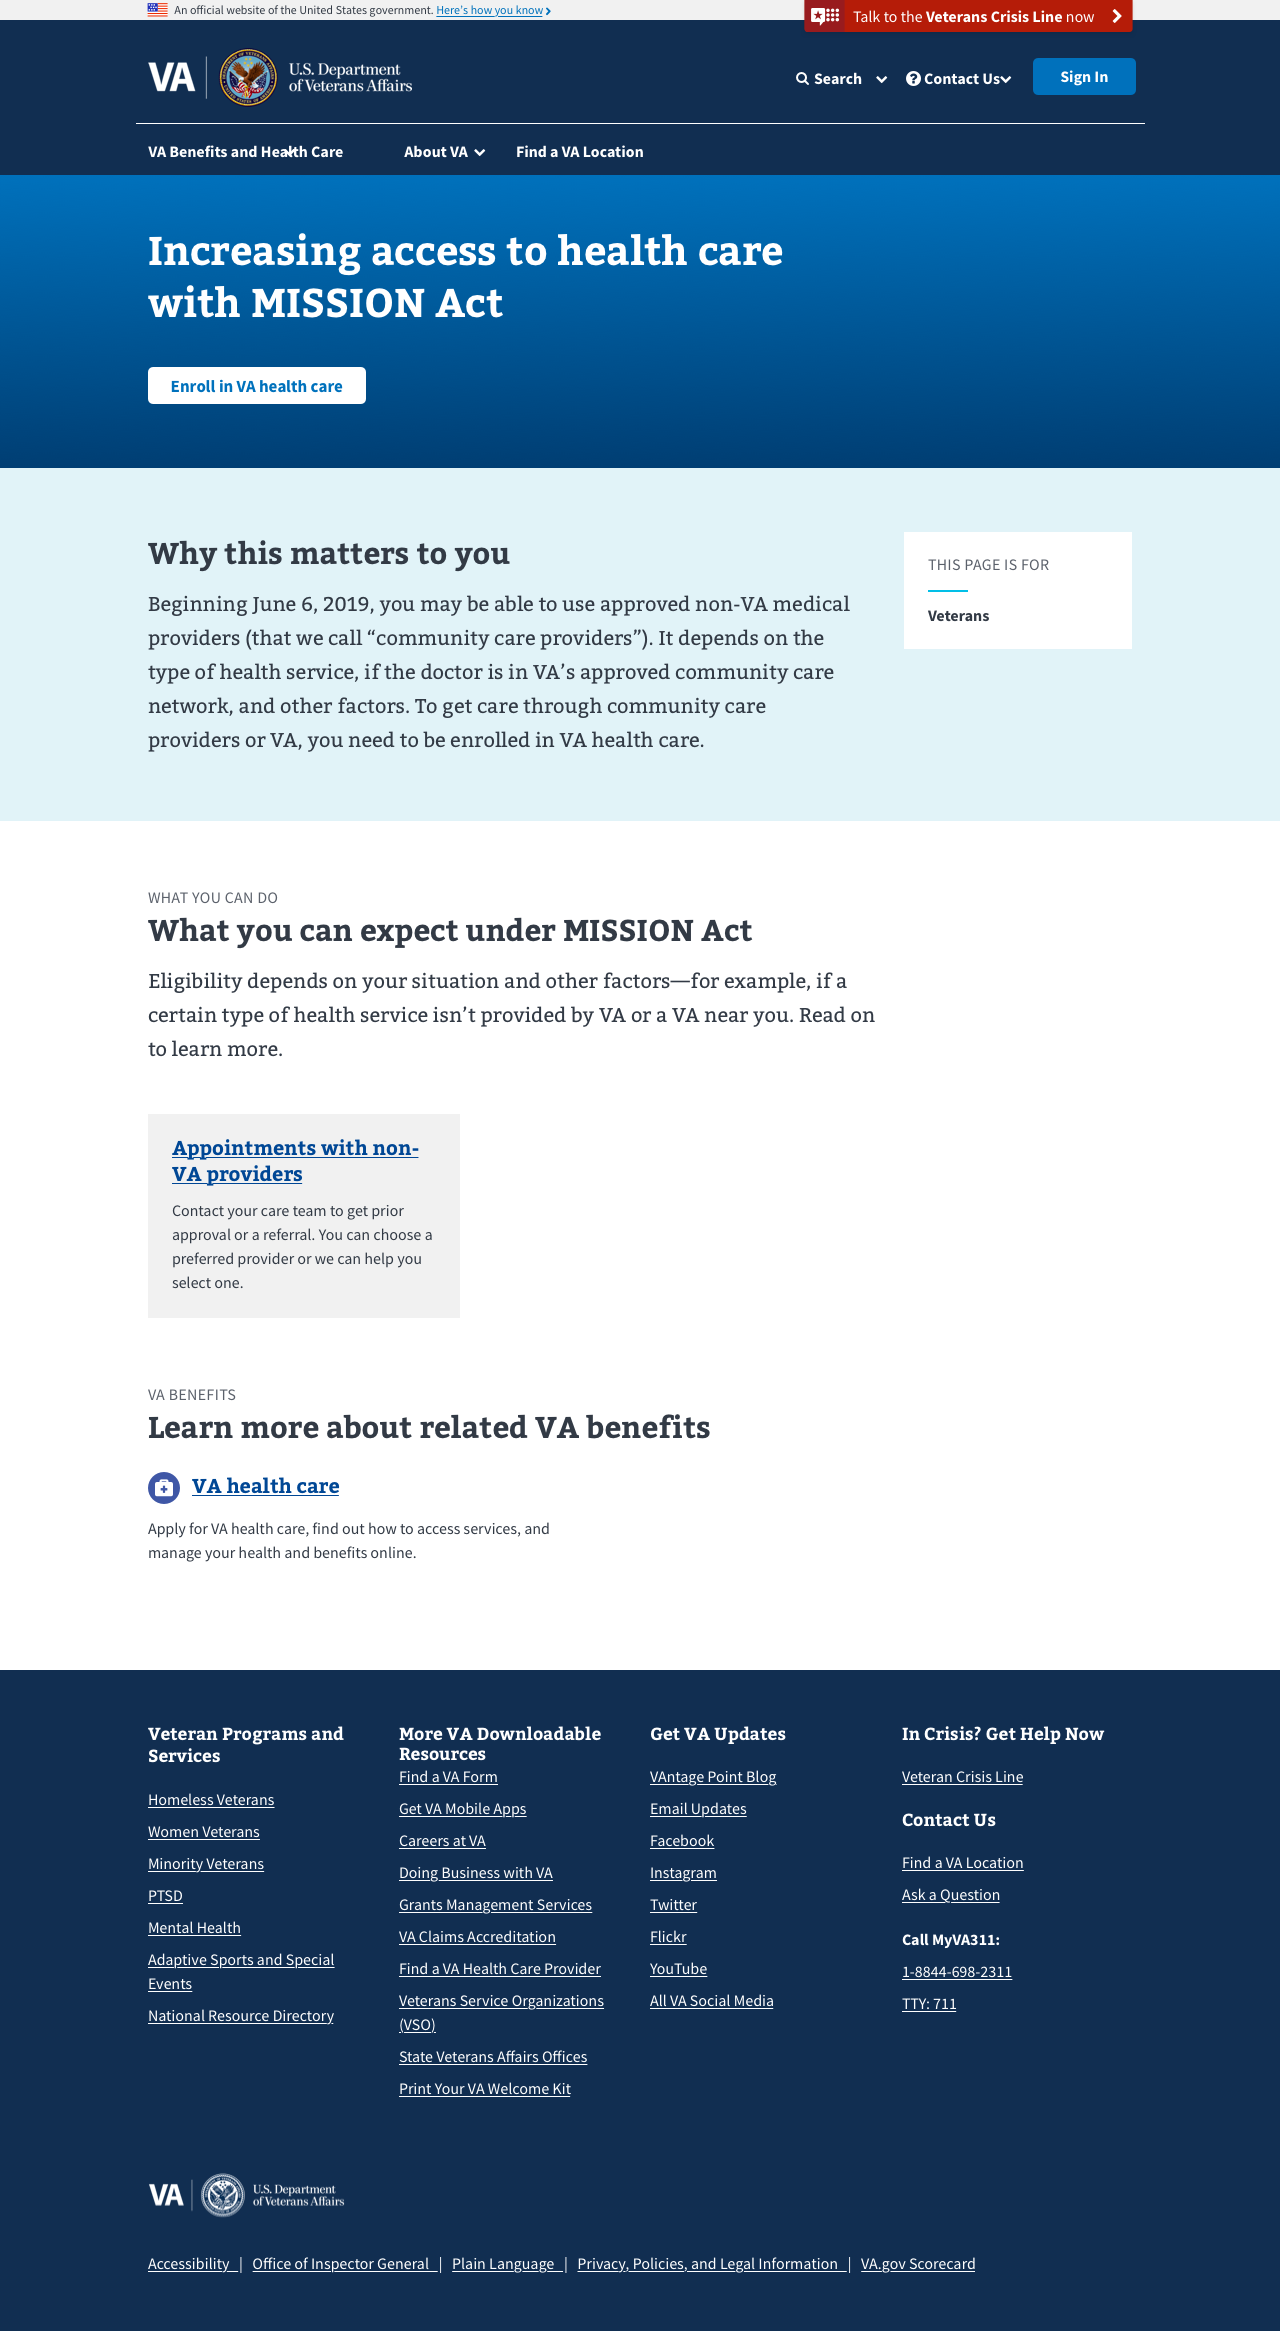 An official website of the United States government. Here's how you know
Talk to the Veterans Crisis Line now
VA
U.S. Department
of Veterans Affairs
Search
Contact Us
Sign In
VA Benefits and Health Care
About VA
Find a VA Location
Increasing access to health care
with MISSION Act
Enroll in VA health care
Why this matters to you
Beginning June 6, 2019, you may be able to use approved non-VA medical
providers (that we call “community care providers”). It depends on the
type of health service, if the doctor is in VA’s approved community care
network, and other factors. To get care through community care
providers or VA, you need to be enrolled in VA health care.
THIS PAGE IS FOR
Veterans
WHAT YOU CAN DO
What you can expect under MISSION Act
Eligibility depends on your situation and other factors—for example, if a
certain type of health service isn’t provided by VA or a VA near you. Read on
to learn more.
Appointments with non-
VA providers
Contact your care team to get prior
approval or a referral. You can choose a
preferred provider or we can help you
select one.
VA BENEFITS
Learn more about related VA benefits
VA health care
Apply for VA health care, find out how to access services, and
manage your health and benefits online.
Veteran Programs and
Services
Homeless Veterans
Women Veterans
Minority Veterans
PTSD
Mental Health
Adaptive Sports and Special
Events
National Resource Directory
More VA Downloadable
Resources
Find a VA Form
Get VA Mobile Apps
Careers at VA
Doing Business with VA
Grants Management Services
VA Claims Accreditation
Find a VA Health Care Provider
Veterans Service Organizations
(VSO)
State Veterans Affairs Offices
Print Your VA Welcome Kit
Get VA Updates
VAntage Point Blog
Email Updates
Facebook
Instagram
Twitter
Flickr
YouTube
All VA Social Media
In Crisis? Get Help Now
Veteran Crisis Line
Contact Us
Find a VA Location
Ask a Question
Call MyVA311:
1-8844-698-2311
TTY: 711
VA
U.S. Department
of Veterans Affairs
Accessibility | Office of Inspector General | Plain Language | Privacy, Policies, and Legal Information | VA.gov Scorecard